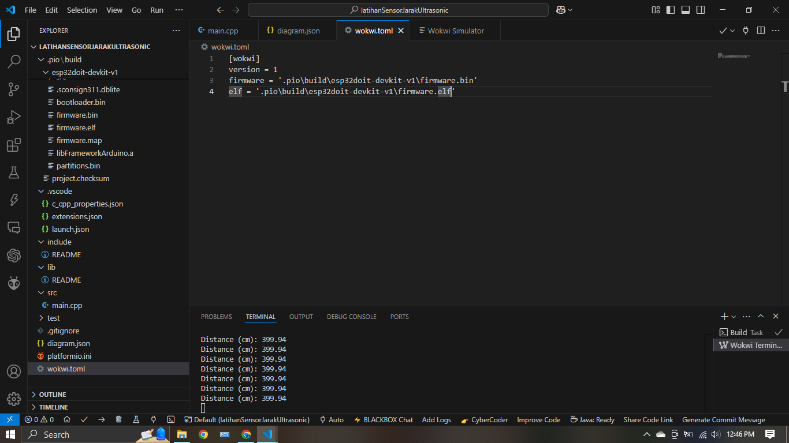 File Edit Selection View Go Run ··· latihanSensorJarakUltrasonic
EXPLORER ···
LATIHANSENSORJARAKULTRASONIC
.pio \ build
esp32doit-devkit-v1
.sconsign311.dblite
bootloader.bin
firmware.bin
firmware.elf
firmware.map
libFrameworkArduino.a
partitions.bin
project.checksum
.vscode
c_cpp_properties.json
extensions.json
launch.json
include
README
lib
README
src
main.cpp
test
.gitignore
diagram.json
platformio.ini
wokwi.toml
OUTLINE
TIMELINE
main.cpp diagram.json wokwi.toml Wokwi Simulator
wokwi.toml
1 [wokwi]
2 version = 1
3 firmware = '.pio\build\esp32doit-devkit-v1\firmware.bin'
4 elf = '.pio\build\esp32doit-devkit-v1\firmware.elf'
PROBLEMS TERMINAL OUTPUT DEBUG CONSOLE PORTS
Distance (cm): 399.94
Distance (cm): 399.94
Distance (cm): 399.94
Distance (cm): 399.94
Distance (cm): 399.94
Distance (cm): 399.94
Distance (cm): 399.94
Build Task
Wokwi Termin...
0 0 Default (latihanSensorJarakUltrasonic) Auto BLACKBOX Chat Add Logs CyberCoder Improve Code Java: Ready Share Code Link Generate Commit Message
Search 12:46 PM